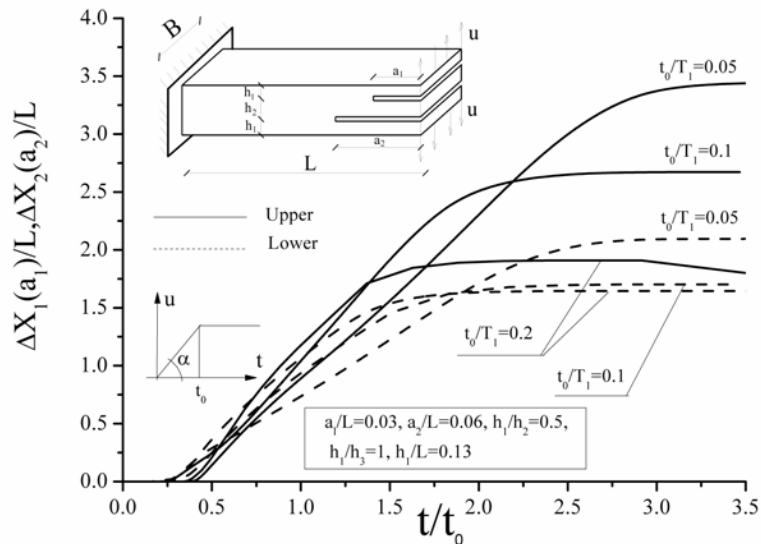 ΔX₁(a₁)/L,ΔX₂(a₂)/L
4.0
3.5
3.0
2.5
2.0
1.5
1.0
0.5
0.0
B
a₁
h₁
h₂
h₁
a₂
L
u
u
Upper
Lower
u
α
t
t₀
t₀/T₁=0.05
t₀/T₁=0.1
t₀/T₁=0.05
t₀/T₁=0.2
t₀/T₁=0.1
a₁/L=0.03, a₂/L=0.06, h₁/h₂=0.5,
h₁/h₃=1, h₁/L=0.13
0.0 0.5 1.0 1.5 2.0 2.5 3.0 3.5
t/t₀